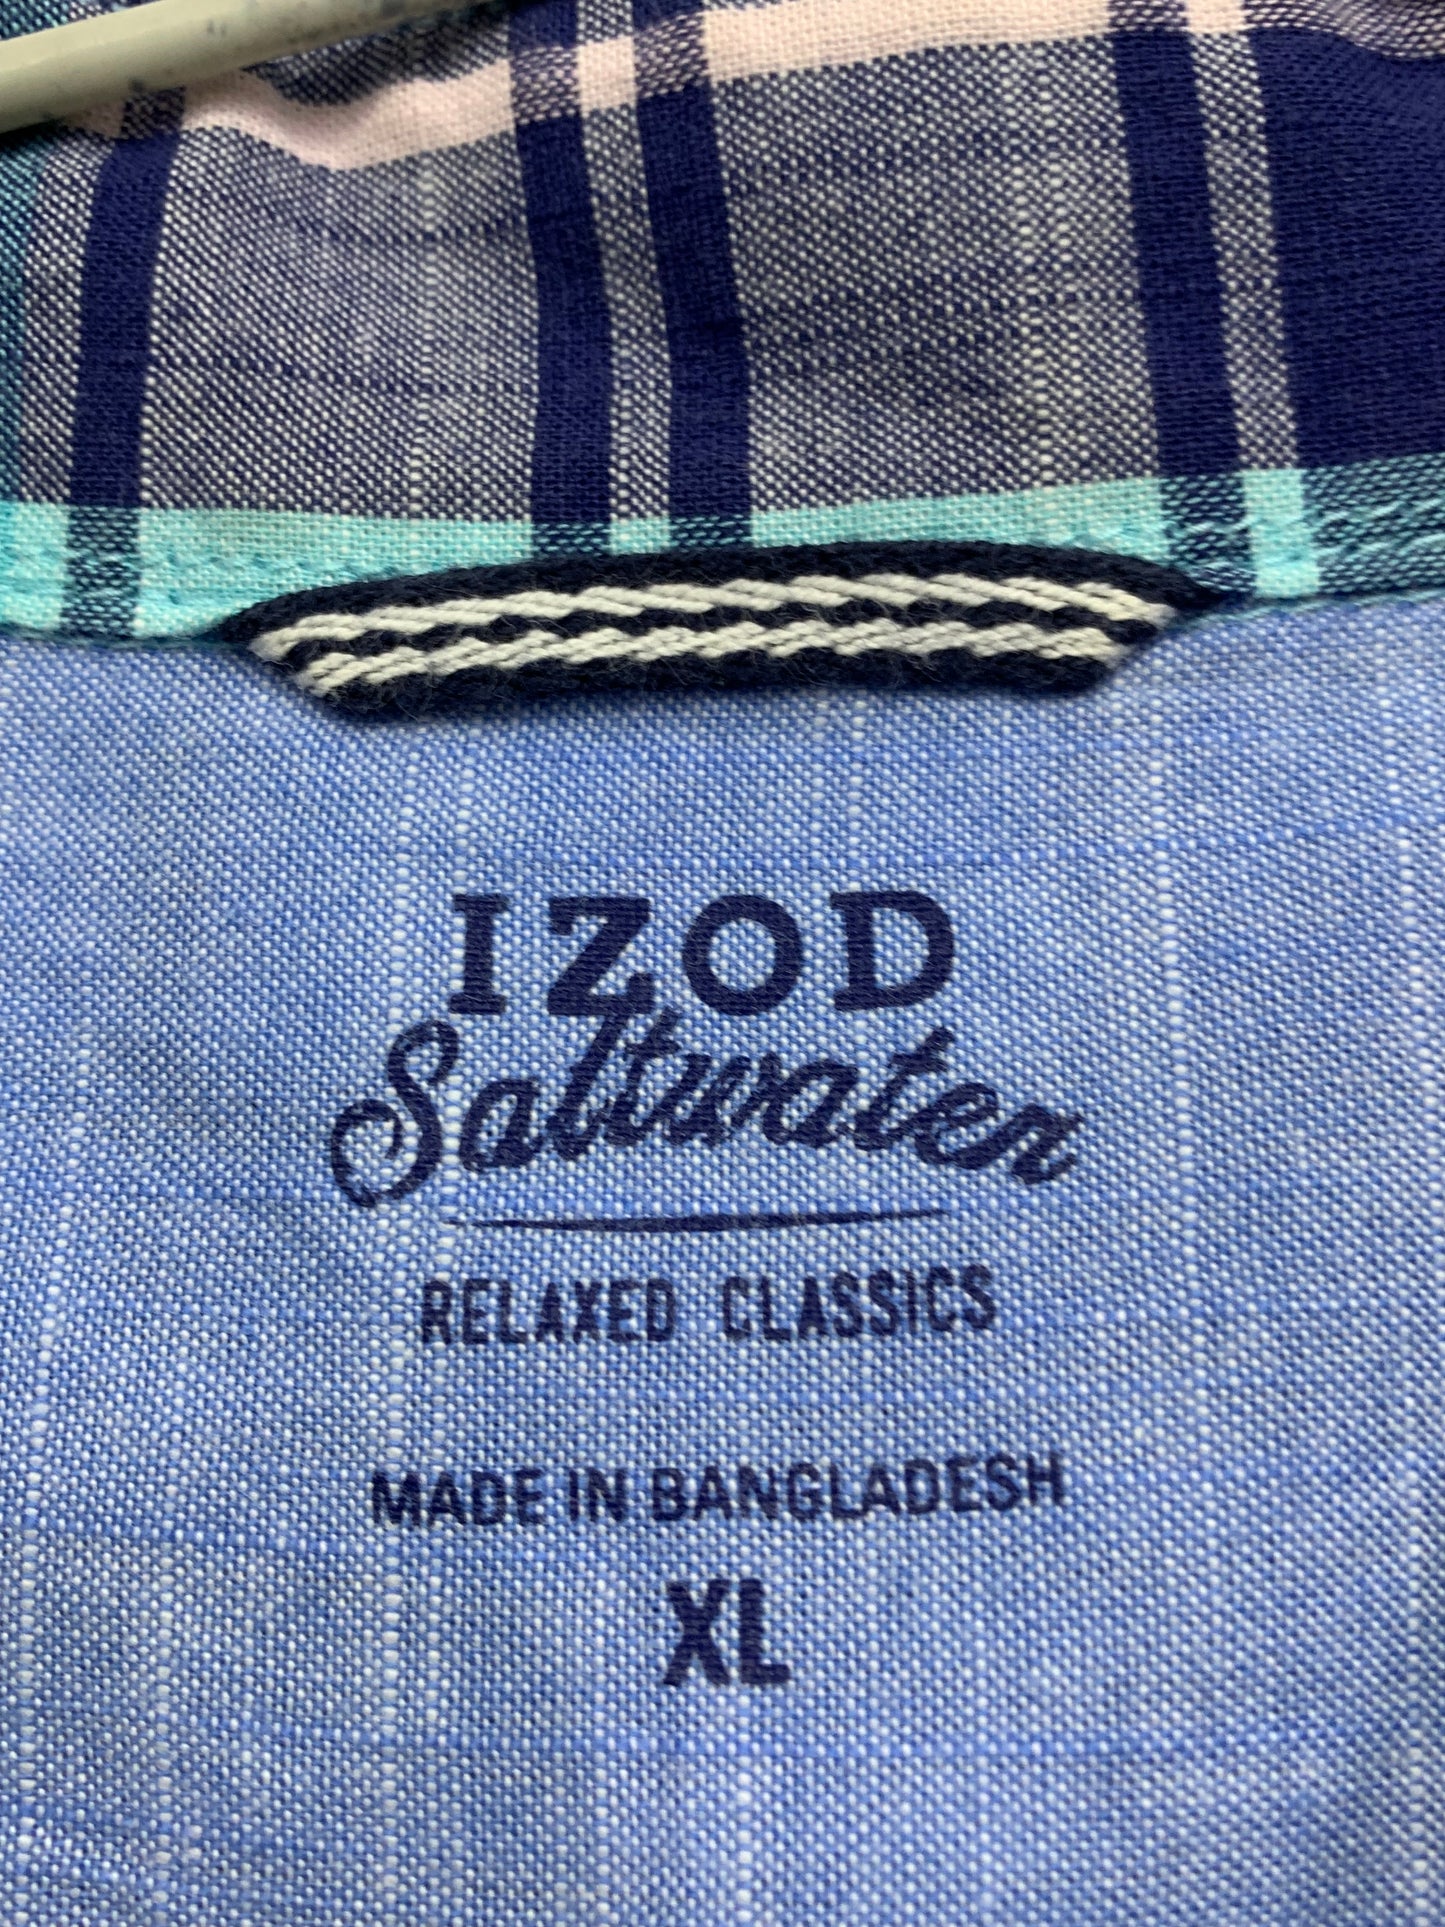 IZOD
Saltwater
RELAXED CLASSICS
MADE IN BANGLADESH
XL